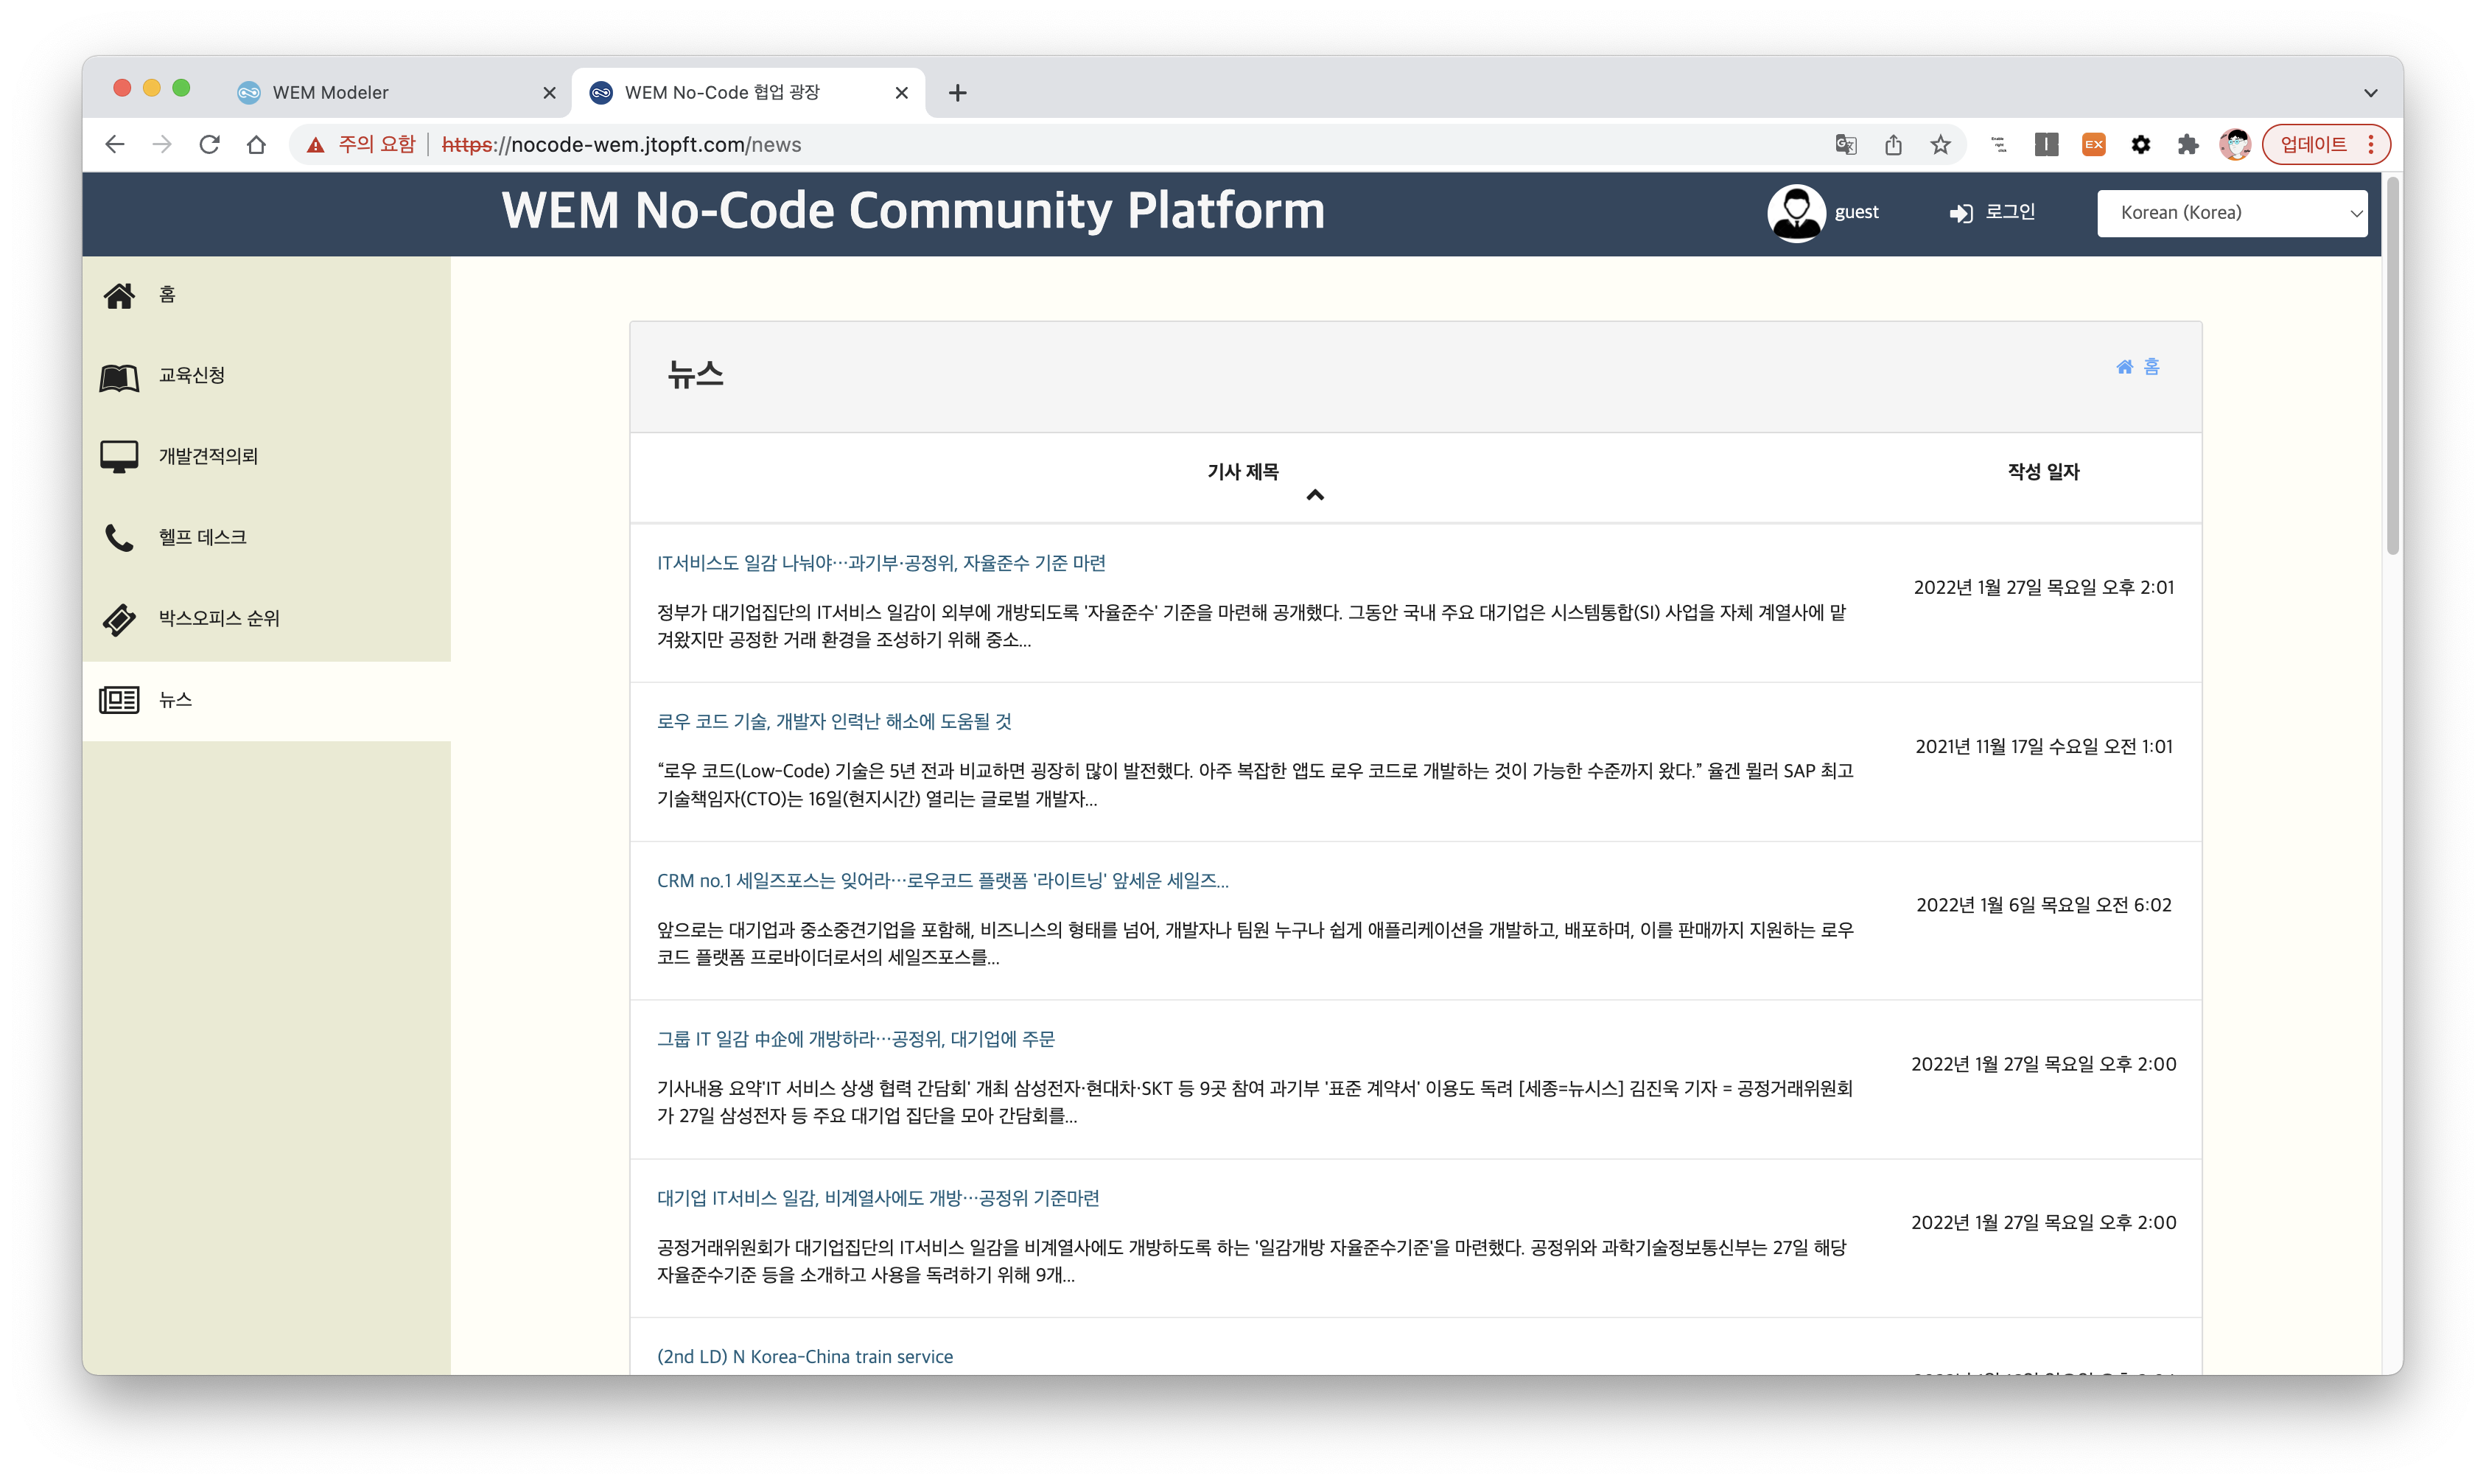 WEM Modeler
WEM No-Code 협업 광장
주의 요함
https://nocode-wem.jtopft.com/news
EX
업데이트
WEM No-Code Community Platform
guest
로그인
Korean (Korea)
홈
교육신청
개발견적의뢰
헬프 데스크
박스오피스 순위
뉴스
뉴스
홈
기사 제목
작성 일자
IT서비스도 일감 나눠야…과기부·공정위, 자율준수 기준 마련
2022년 1월 27일 목요일 오후 2:01
정부가 대기업집단의 IT서비스 일감이 외부에 개방되도록 '자율준수' 기준을 마련해 공개했다. 그동안 국내 주요 대기업은 시스템통합(SI) 사업을 자체 계열사에 맡
겨왔지만 공정한 거래 환경을 조성하기 위해 중소...
로우 코드 기술, 개발자 인력난 해소에 도움될 것
2021년 11월 17일 수요일 오전 1:01
“로우 코드(Low-Code) 기술은 5년 전과 비교하면 굉장히 많이 발전했다. 아주 복잡한 앱도 로우 코드로 개발하는 것이 가능한 수준까지 왔다.” 율겐 뮐러 SAP 최고
기술책임자(CTO)는 16일(현지시간) 열리는 글로벌 개발자...
CRM no.1 세일즈포스는 잊어라…로우코드 플랫폼 '라이트닝' 앞세운 세일즈...
2022년 1월 6일 목요일 오전 6:02
앞으로는 대기업과 중소중견기업을 포함해, 비즈니스의 형태를 넘어, 개발자나 팀원 누구나 쉽게 애플리케이션을 개발하고, 배포하며, 이를 판매까지 지원하는 로우
코드 플랫폼 프로바이더로서의 세일즈포스를...
그룹 IT 일감 中企에 개방하라…공정위, 대기업에 주문
2022년 1월 27일 목요일 오후 2:00
기사내용 요약'IT 서비스 상생 협력 간담회' 개최 삼성전자·현대차·SKT 등 9곳 참여 과기부 '표준 계약서' 이용도 독려 [세종=뉴시스] 김진욱 기자 = 공정거래위원회
가 27일 삼성전자 등 주요 대기업 집단을 모아 간담회를...
대기업 IT서비스 일감, 비계열사에도 개방…공정위 기준마련
2022년 1월 27일 목요일 오후 2:00
공정거래위원회가 대기업집단의 IT서비스 일감을 비계열사에도 개방하도록 하는 '일감개방 자율준수기준'을 마련했다. 공정위와 과학기술정보통신부는 27일 해당
자율준수기준 등을 소개하고 사용을 독려하기 위해 9개...
(2nd LD) N Korea-China train service